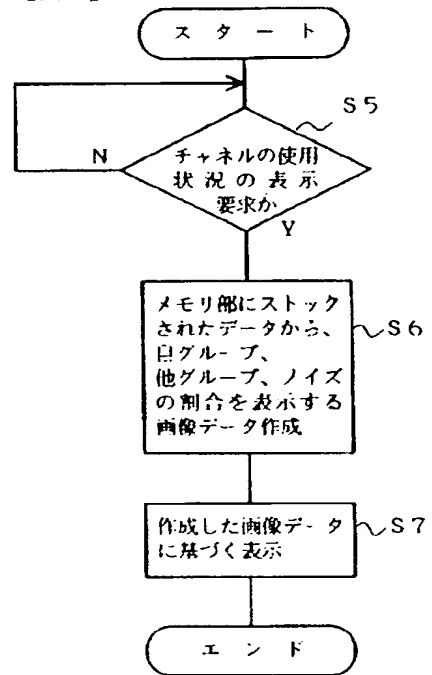 スタート
S5
N
チャネルの使用
状況の表示
要求か
Y
メモリ部にストック
されたデータから、
自グループ、
他グループ、ノイズ
の割合を表示する
画像データ作成
S6
作成した画像データ
に基づく表示
S7
エンド